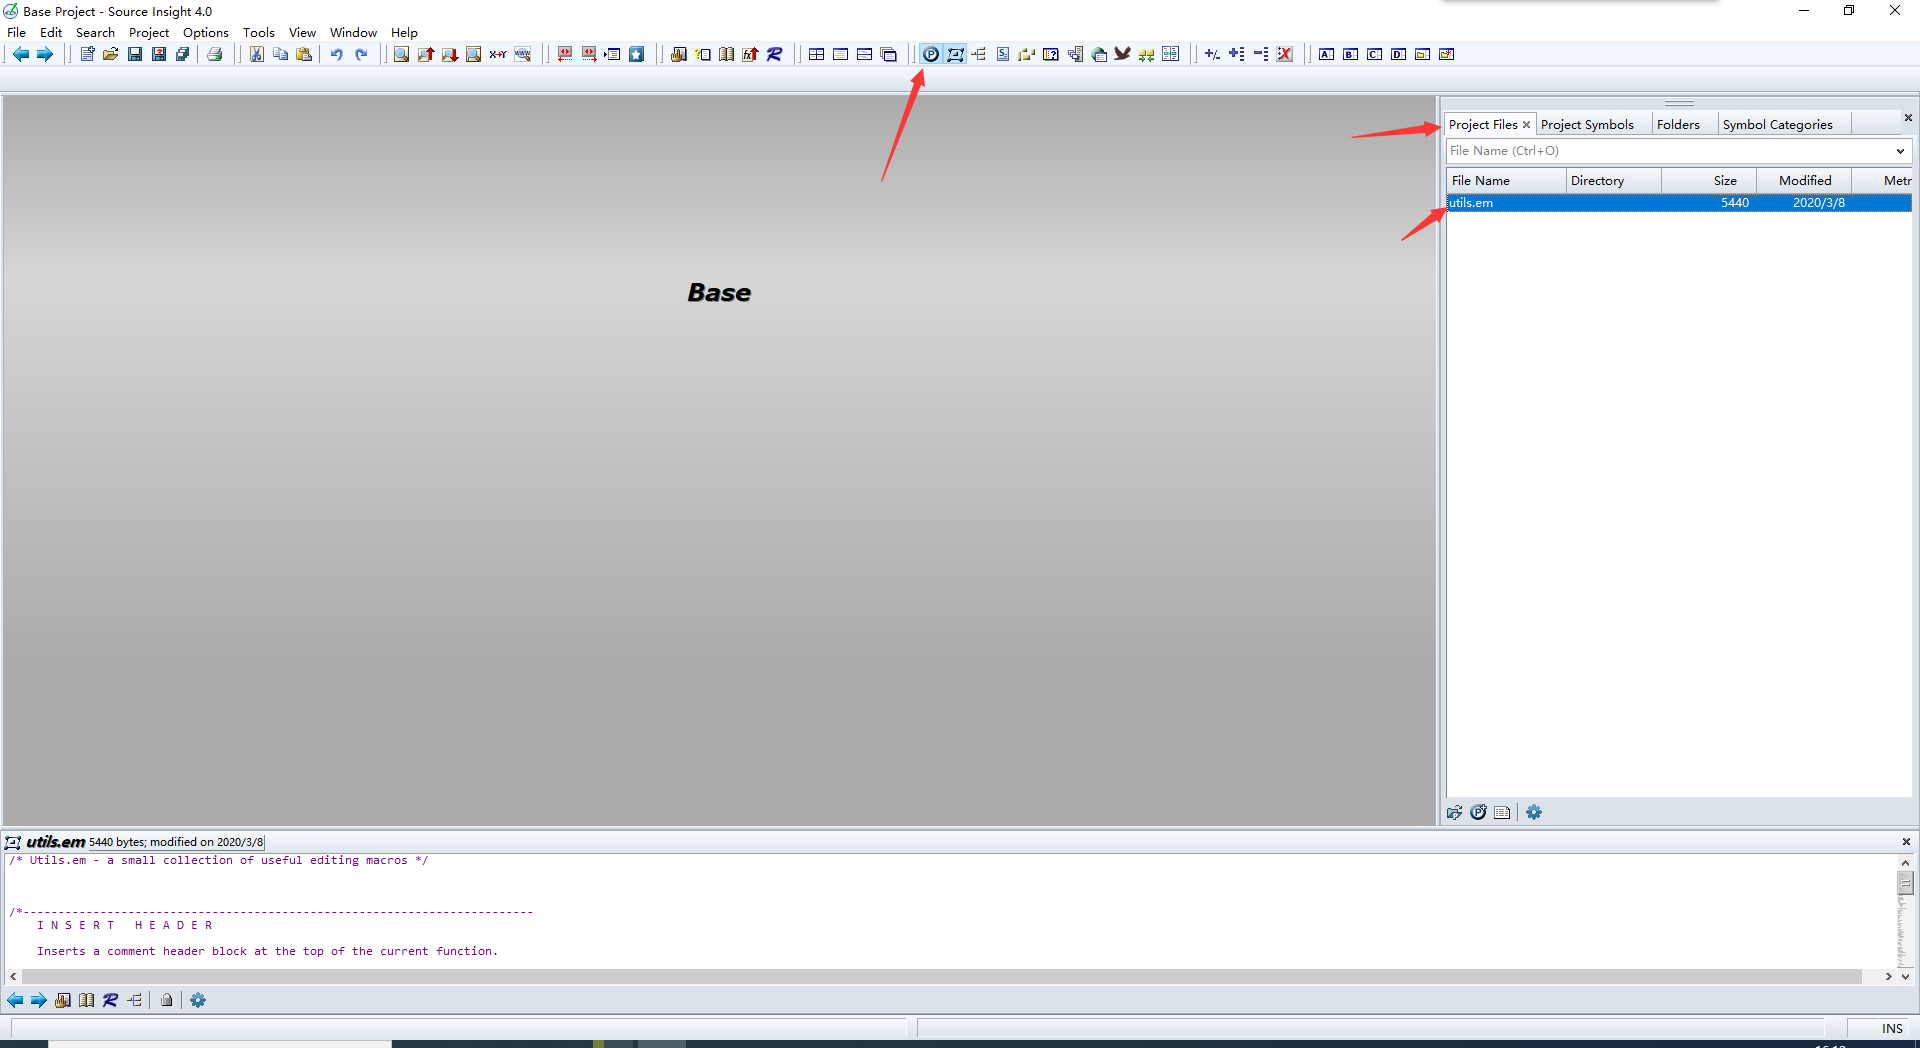 Base Project - Source Insight 4.0
File Edit Search Project Options Tools View Window Help
Project Files Project Symbols Folders Symbol Categories
File Name (Ctrl+O)
File Name Directory Size Modified Metr
utils.em 5440 2020/3/8
Base
utils.em 5440 bytes; modified on 2020/3/8
/* Utils.em - a small collection of useful editing macros */
/*-------------------------------------------------------------------------
I N S E R T   H E A D E R
Inserts a comment header block at the top of the current function.
INS